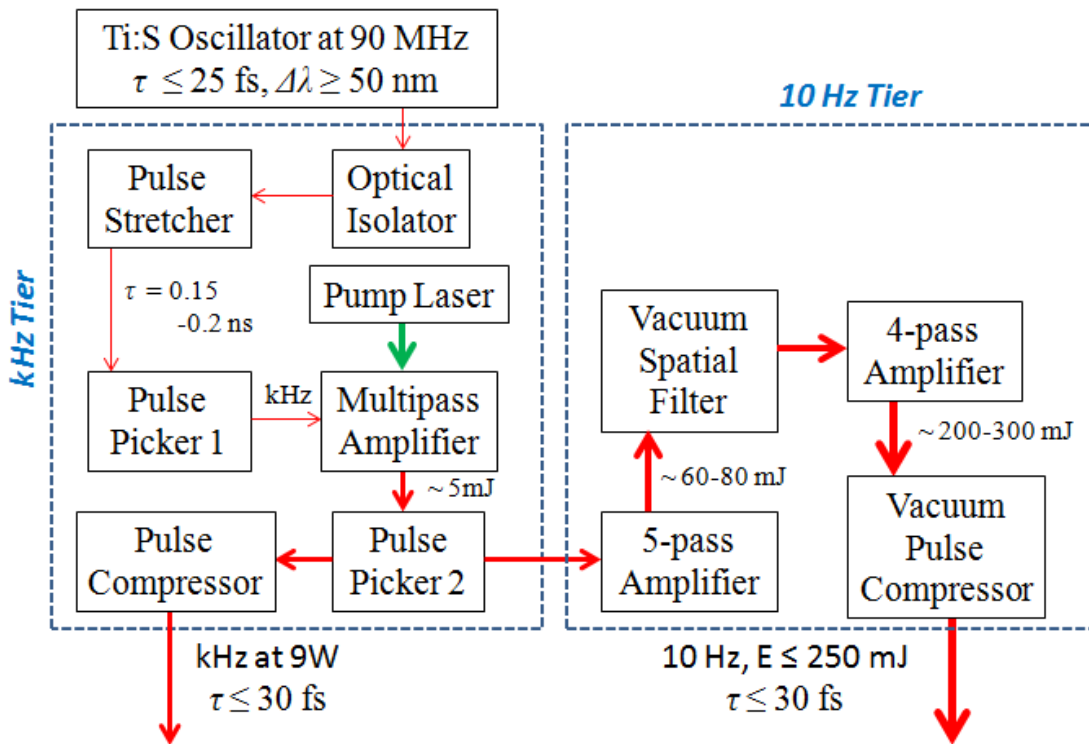 Ti:S Oscillator at 90 MHz
τ ≤ 25 fs, Δλ ≥ 50 nm
kHz Tier
Optical
Isolator
Pulse
Stretcher
τ = 0.15
-0.2 ns
Pump Laser
Pulse
Picker 1
kHz
Multipass
Amplifier
~ 5mJ
Pulse
Picker 2
Pulse
Compressor
kHz at 9W
τ ≤ 30 fs
10 Hz Tier
5-pass
Amplifier
~ 60-80 mJ
Vacuum
Spatial
Filter
4-pass
Amplifier
~ 200-300 mJ
Vacuum
Pulse
Compressor
10 Hz, E ≤ 250 mJ
τ ≤ 30 fs